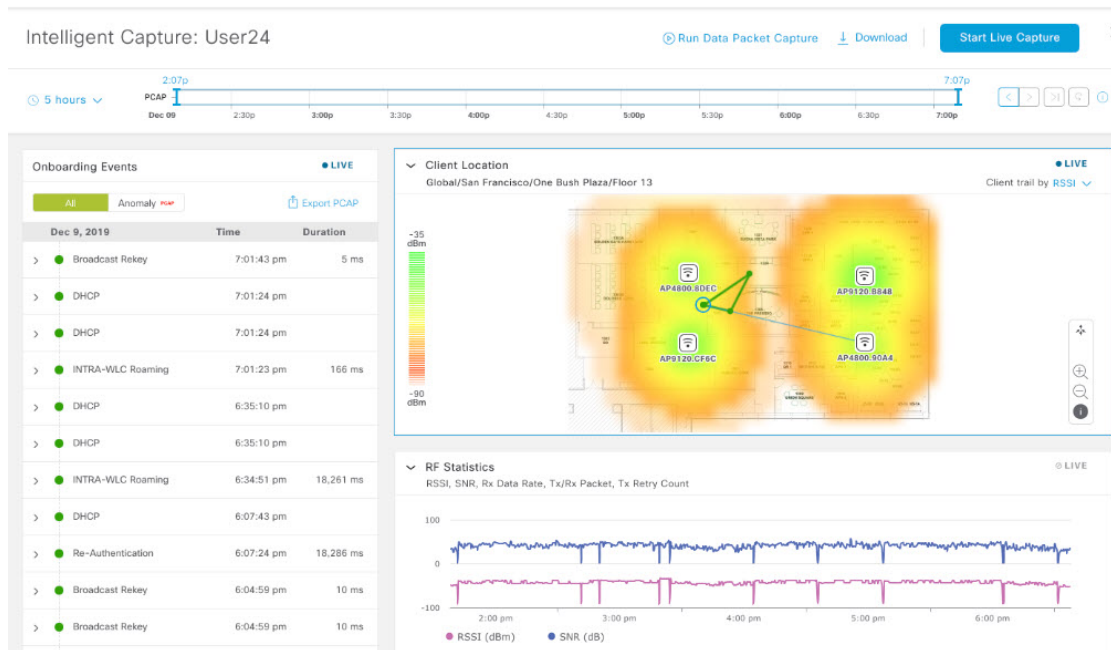 Intelligent Capture: User24
Run Data Packet Capture
Download
Start Live Capture
5 hours
PCAP
2:07p
7:07p
Dec 09
2:30p
3:00p
3:30p
4:00p
4:30p
5:00p
5:30p
6:00p
6:30p
7:00p
Onboarding Events
LIVE
All
Anomaly PCAP
Export PCAP
Dec 9, 2019 Time Duration
Broadcast Rekey 7:01:43 pm 5 ms
DHCP 7:01:24 pm
DHCP 7:01:24 pm
INTRA-WLC Roaming 7:01:23 pm 166 ms
DHCP 6:35:10 pm
DHCP 6:35:10 pm
INTRA-WLC Roaming 6:34:51 pm 18,261 ms
DHCP 6:07:43 pm
Re-Authentication 6:07:24 pm 18,286 ms
Broadcast Rekey 6:04:59 pm 10 ms
Broadcast Rekey 6:04:59 pm 10 ms
Client Location
LIVE
Global/San Francisco/One Bush Plaza/Floor 13
Client trail by RSSI
-35
dBm
-90
dBm
AP4800.8DEC
AP9120.B848
AP9120.CF6C
AP4800.90A4
RF Statistics
LIVE
RSSI, SNR, Rx Data Rate, Tx/Rx Packet, Tx Retry Count
100
0
-100
2:00 pm
3:00 pm
4:00 pm
5:00 pm
6:00 pm
RSSI (dBm)
SNR (dB)